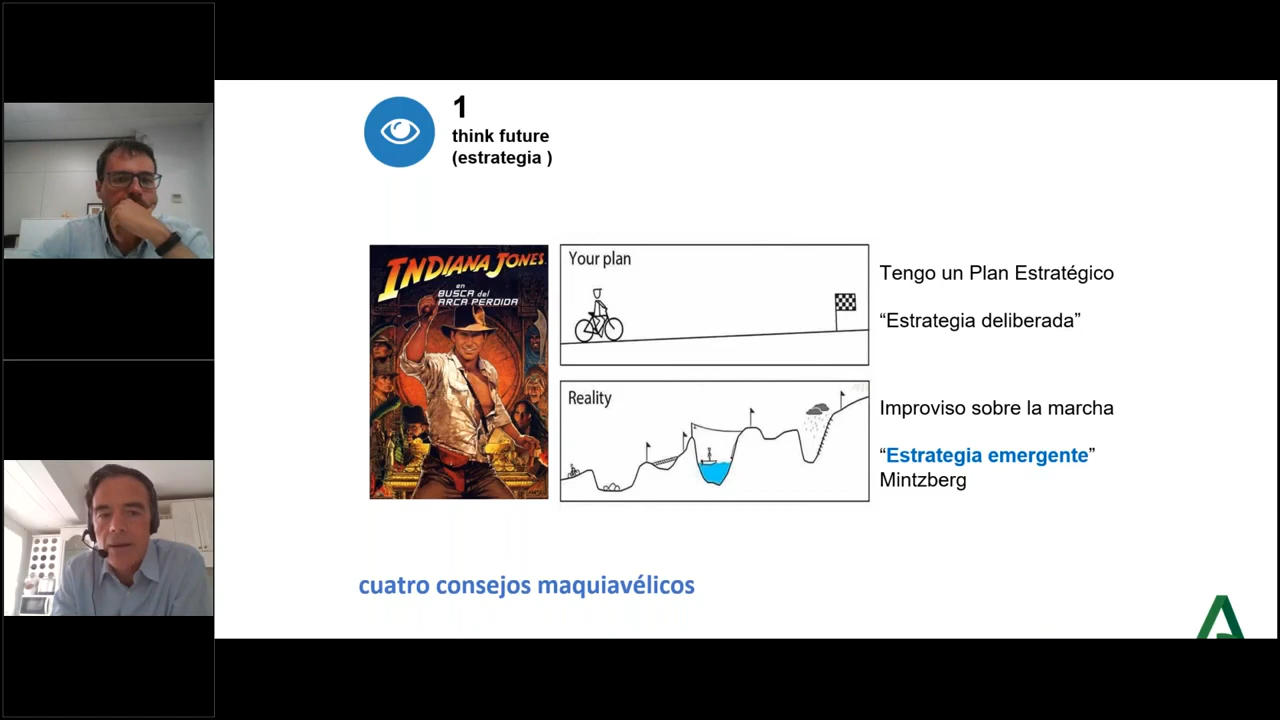 1
think future
(estrategia )
INDIANA JONES
en
BUSCA del
ARCA PERDIDA
Your plan
Tengo un Plan Estratégico
“Estrategia deliberada”
Reality
Improviso sobre la marcha
“Estrategia emergente”
Mintzberg
cuatro consejos maquiavélicos